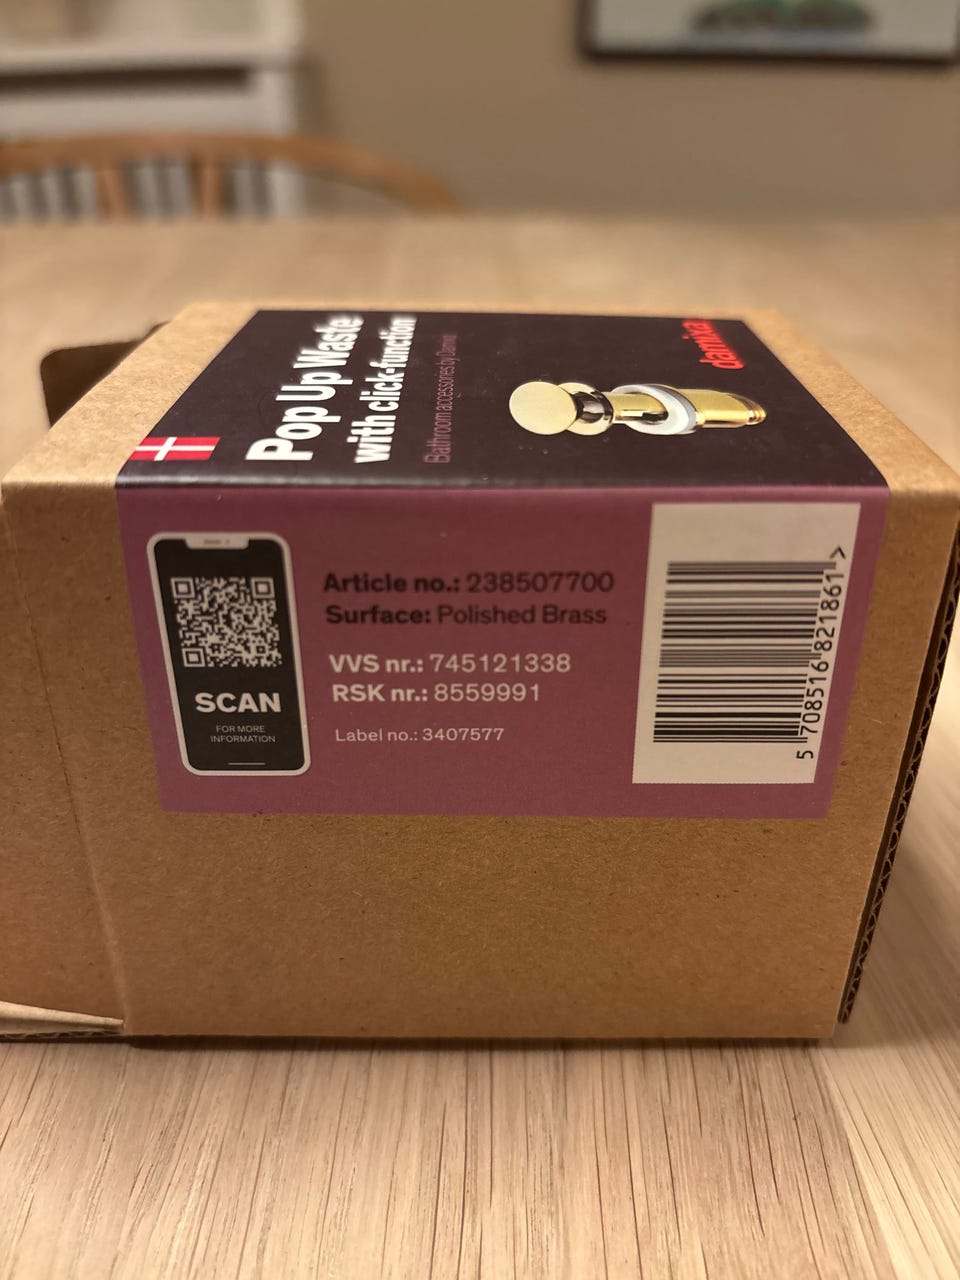 Pop Up Waste
with click-function
Bathroom accessories by Damixa
damixa
SCAN
FOR MORE
INFORMATION
Article no.: 238507700
Surface: Polished Brass
VVS nr.: 745121338
RSK nr.: 8559991
Label no.: 3407577
5 708516 821861 >